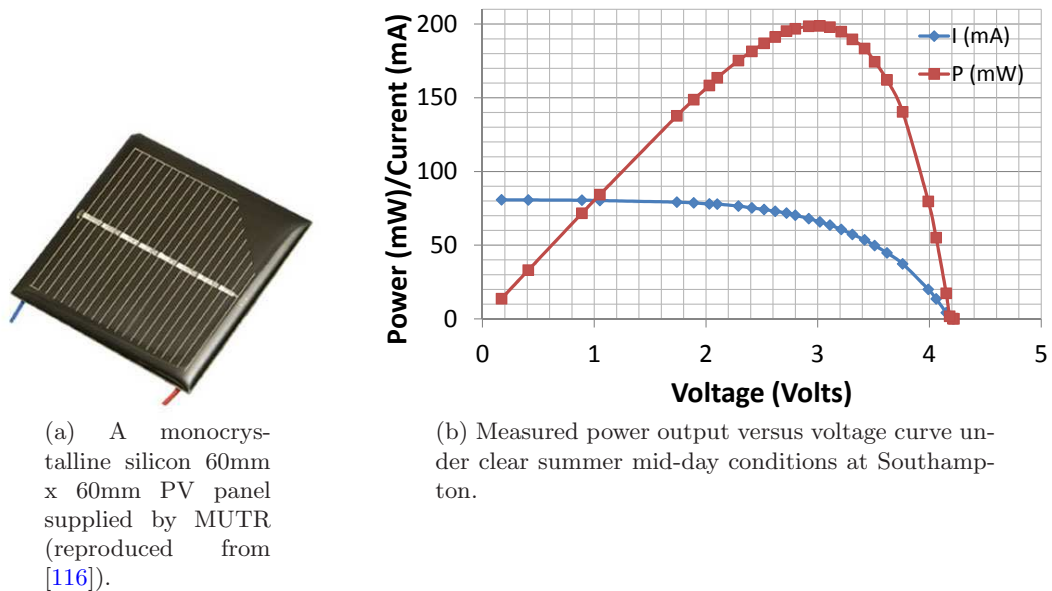 Power (mW)/Current (mA)
200
150
100
50
0
I (mA)
P (mW)
0 1 2 3 4 5
Voltage (Volts)
(a) A monocrys-
talline silicon 60mm
x 60mm PV panel
supplied by MUTR
(reproduced from
[116]).
(b) Measured power output versus voltage curve un-
der clear summer mid-day conditions at Southamp-
ton.